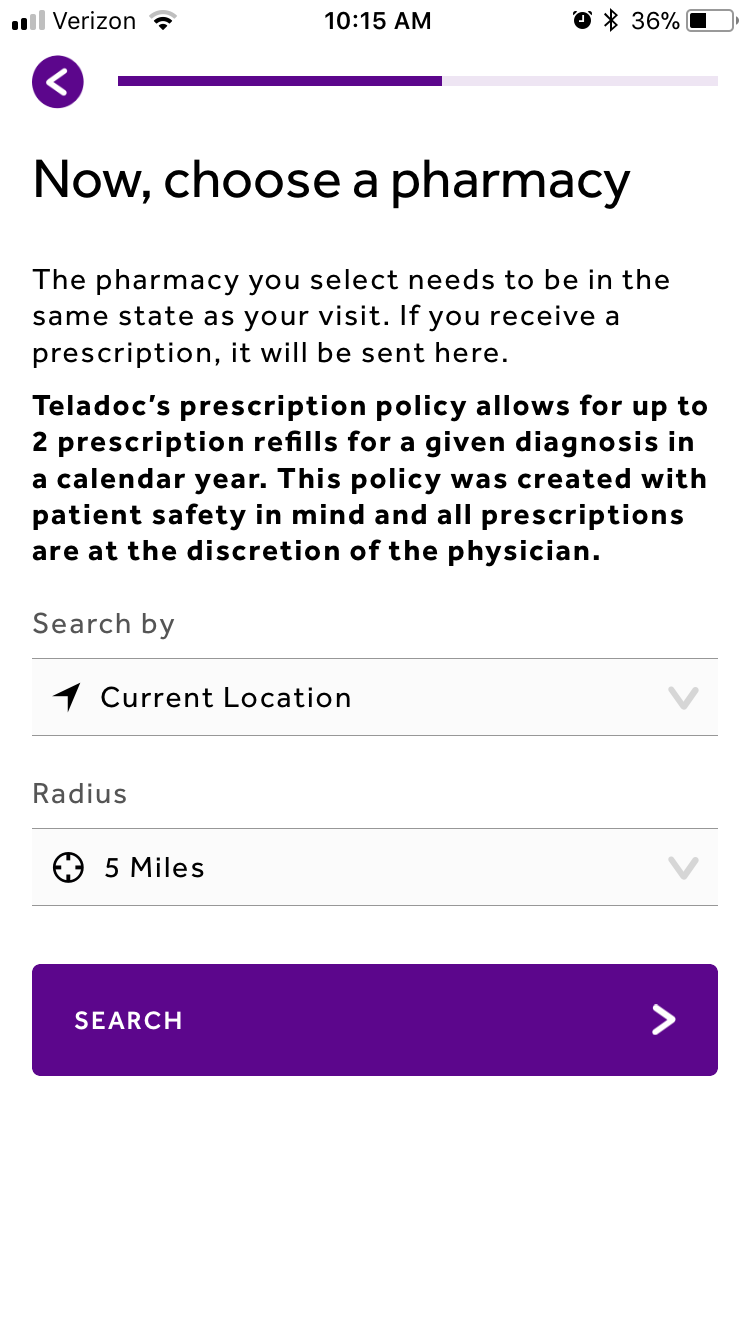 Verizon 10:15 AM 36%
Now, choose a pharmacy
The pharmacy you select needs to be in the
same state as your visit. If you receive a
prescription, it will be sent here.
Teladoc’s prescription policy allows for up to
2 prescription refills for a given diagnosis in
a calendar year. This policy was created with
patient safety in mind and all prescriptions
are at the discretion of the physician.
Search by
Current Location
Radius
5 Miles
SEARCH